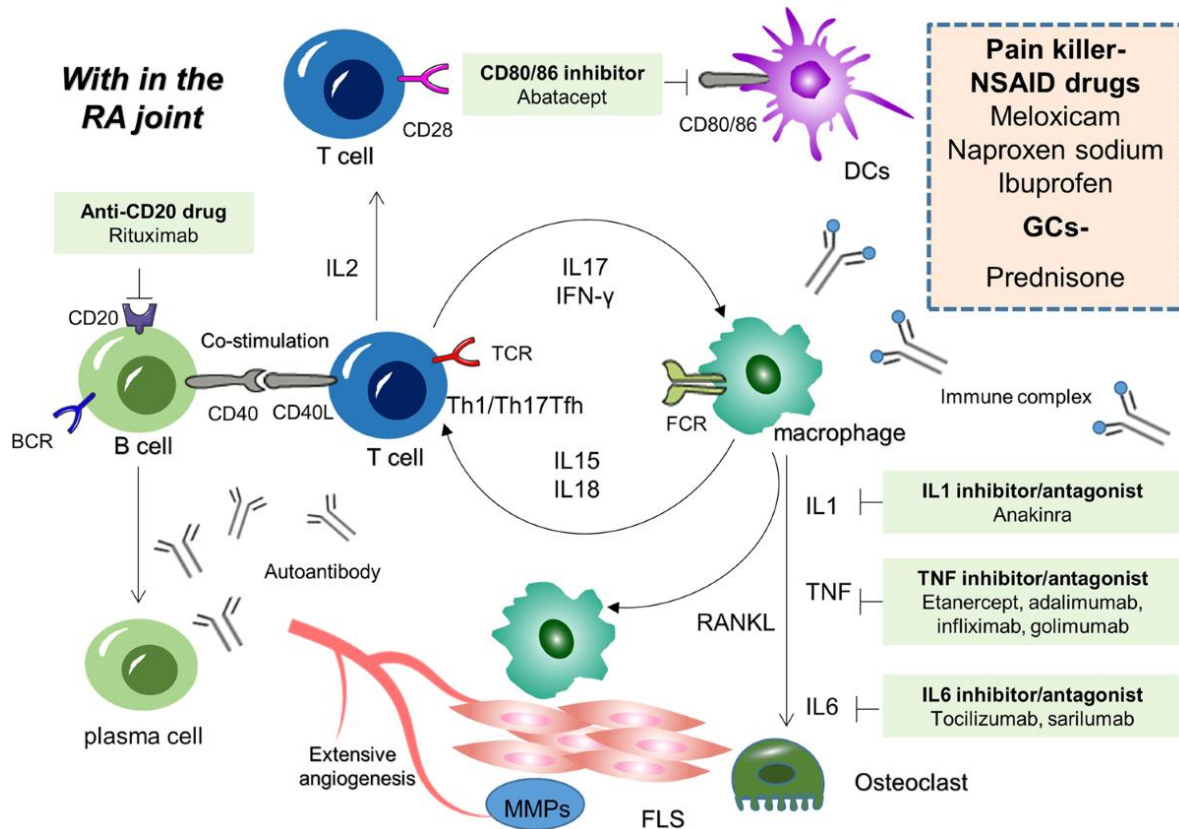 With in the
RA joint
T cell
CD28
CD80/86 inhibitor
Abatacept
CD80/86
DCs
Pain killer-
NSAID drugs
Meloxicam
Naproxen sodium
Ibuprofen
GCs-
Prednisone
Anti-CD20 drug
Rituximab
CD20
BCR
B cell
Co-stimulation
CD40
CD40L
IL2
TCR
Th1/Th17Tfh
T cell
IL17
IFN-γ
IL15
IL18
FCR
macrophage
Immune complex
IL1
IL1 inhibitor/antagonist
Anakinra
TNF
TNF inhibitor/antagonist
Etanercept, adalimumab,
infliximab, golimumab
IL6
IL6 inhibitor/antagonist
Tocilizumab, sarilumab
RANKL
Autoantibody
plasma cell
Extensive
angiogenesis
MMPs
FLS
Osteoclast